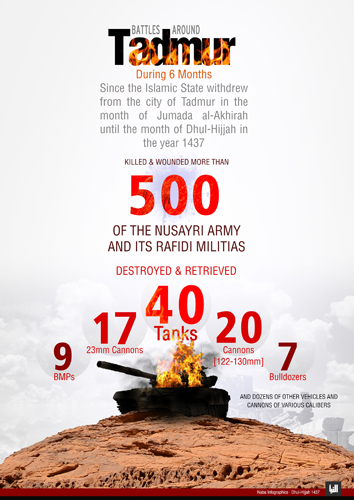 BATTLES AROUND
Tadmur
During 6 Months
Since the Islamic State withdrew
from the city of Tadmur in the
month of Jumada al-Akhirah
until the month of Dhul-Hijjah in
the year 1437
KILLED & WOUNDED MORE THAN
500
OF THE NUSAYRI ARMY
AND ITS RAFIDI MILITIAS
DESTROYED & RETRIEVED
40
Tanks
17
23mm Cannons
20
Cannons
[122-130mm]
9
BMPs
7
Bulldozers
AND DOZENS OF OTHER VEHICLES AND
CANNONS OF VARIOUS CALIBERS
Naba Infographics Dhul-Hijjah 1437